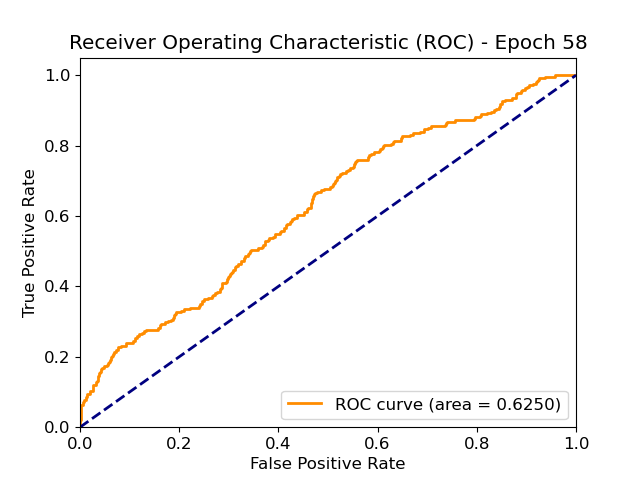 Receiver Operating Characteristic (ROC) - Epoch 58
1.0
0.8
0.6
0.4
0.2
0.0
True Positive Rate
ROC curve (area = 0.6250)
0.0 0.2 0.4 0.6 0.8 1.0
False Positive Rate